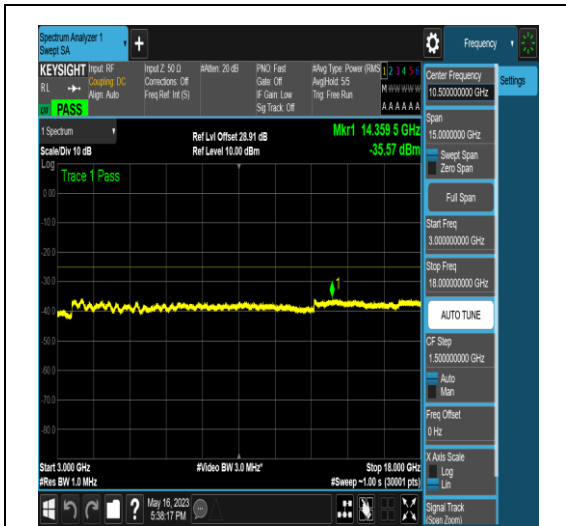 Spectrum Analyzer 1
Swept SA
+
Frequency
KEYSIGHT
RL
PASS
Input: RF
Coupling: DC
Align: Auto
Input Z: 50 Ω
Corrections: Off
Freq Ref: Int (S)
#Atten: 20 dB
PNO: Fast
Gate: Off
IF Gain: Low
Sig Track: Off
#Avg Type: Power (RMS
Avg|Hold: 5/5
Trig: Free Run
1 2 3 4 5 6
M W W W W W
A A A A A A
1 Spectrum
Scale/Div 10 dB
Ref Lvl Offset 28.91 dB
Ref Level 10.00 dBm
Mkr1 14.359 5 GHz
-35.57 dBm
Log
Trace 1 Pass
0.00
-10.0
-20.0
-30.0
-40.0
-50.0
-60.0
-70.0
-80.0
1
Start 3.000 GHz
#Res BW 1.0 MHz
#Video BW 3.0 MHz*
Stop 18.000 GHz
#Sweep ~1.00 s (30001 pts)
Center Frequency
10.500000000 GHz
Settings
Span
15.0000000 GHz
Swept Span
Zero Span
Full Span
Start Freq
3.000000000 GHz
Stop Freq
18.000000000 GHz
AUTO TUNE
CF Step
1.500000000 GHz
Auto
Man
Freq Offset
0 Hz
X Axis Scale
Log
Lin
Signal Track
(Span Zoom)
?
May 16, 2023
5:38:17 PM